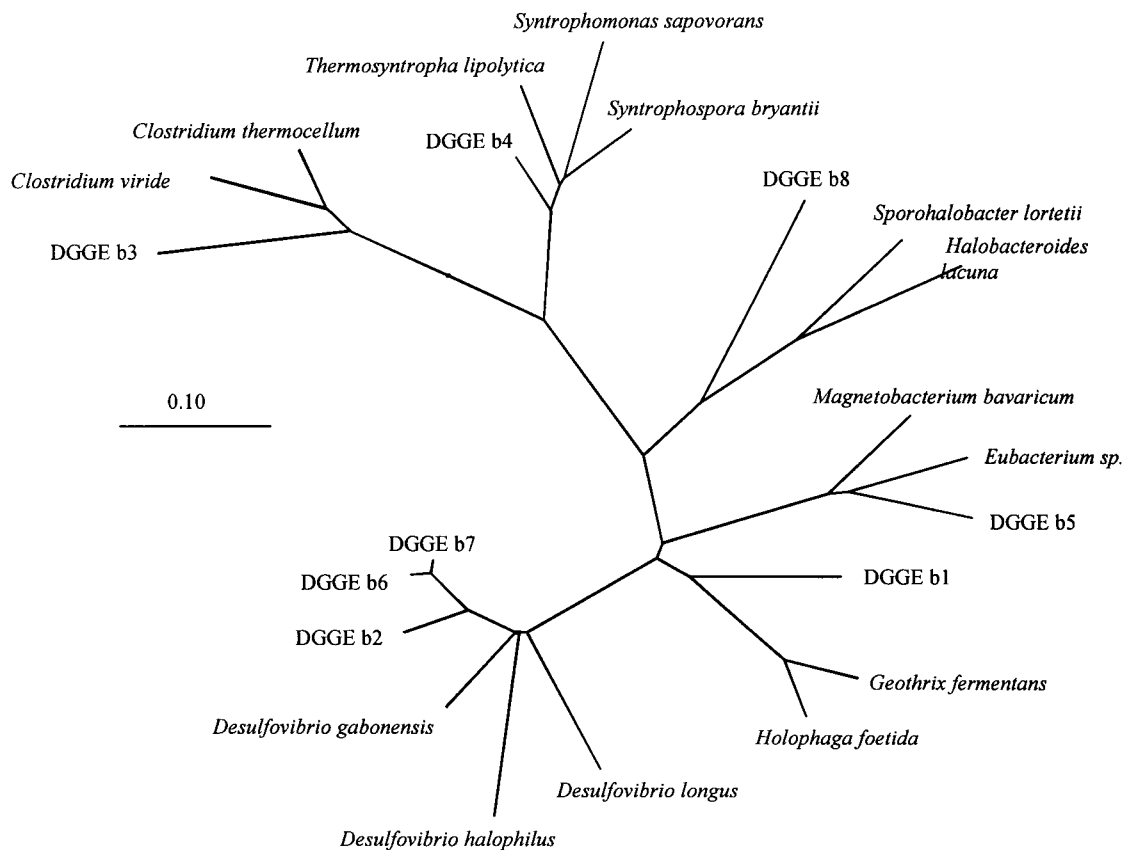 Syntrophomonas sapovorans
Thermosyntropha lipolytica
Syntrophospora bryantii
Clostridium thermocellum
DGGE b4
Clostridium viride
DGGE b8
Sporohalobacter lortetii
DGGE b3
Halobacteroides
lacuna
0.10
Magnetobacterium bavaricum
Eubacterium sp.
DGGE b5
DGGE b7
DGGE b6
DGGE b1
DGGE b2
Geothrix fermentans
Desulfovibrio gabonensis
Holophaga foetida
Desulfovibrio longus
Desulfovibrio halophilus